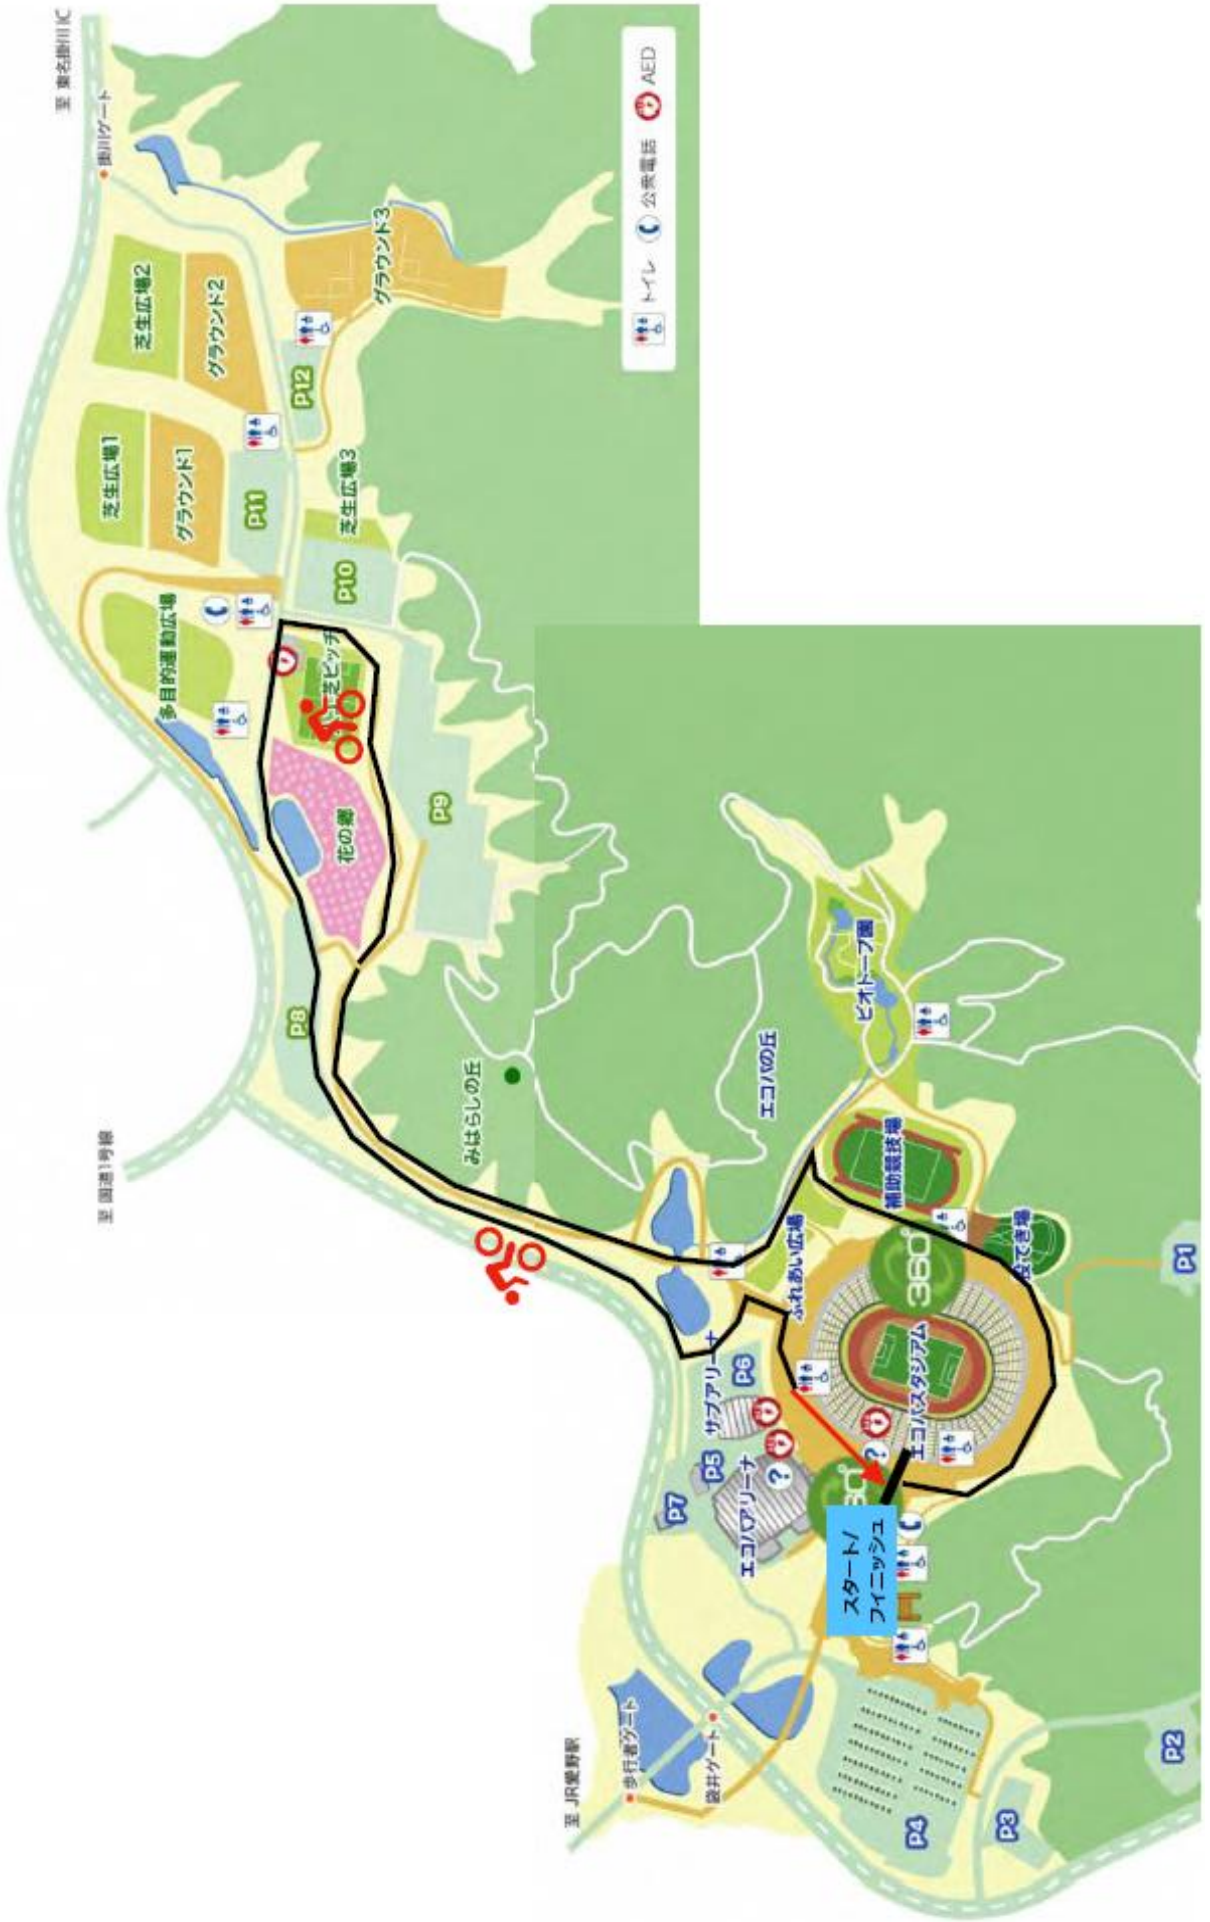 至 東名掛川IC
掛川ゲート
トイレ
公衆電話
AED
芝生広場2
グラウンド2
グラウンド3
P12
芝生広場1
グラウンド1
P11
芝生広場3
P10
多目的運動広場
芝ピッチ
花の郷
P9
P8
至 国道1号線
みはらしの丘
エコパの丘
ビオトープ園
補助競技場
投てき場
ふれあい広場
360°
P1
サブアリーナ
P6
P5
P7
エコパアリーナ
?
?
エコパスタジアム
スタート/
フィニッシュ
至 JR愛野駅
歩行者ゲート
袋井ゲート
P4
P3
P2